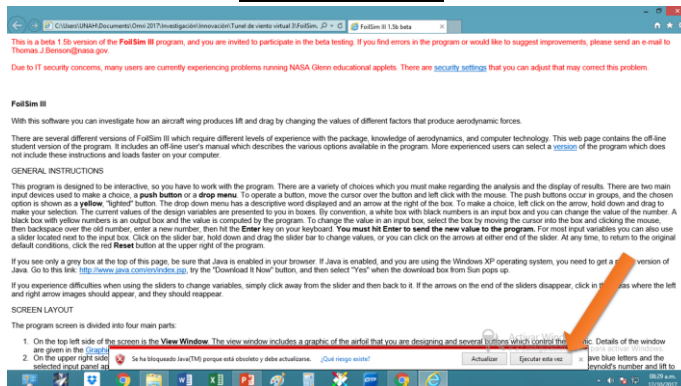 C:\Users\UNAH\Documents\Omni 2017\Investigación\Innovación\Tunel de viento virtual 3\FoilSim.
FoilSim III 1.5b beta
This is a beta 1.5b version of the FoilSim III program, and you are invited to participate in the beta testing. If you find errors in the program or would like to suggest improvements, please send an e-mail to
Thomas.J.Benson@nasa.gov.
Due to IT security concerns, many users are currently experiencing problems running NASA Glenn educational applets. There are security settings that you can adjust that may correct this problem.
FoilSim III
With this software you can investigate how an aircraft wing produces lift and drag by changing the values of different factors that produce aerodynamic forces.
There are several different versions of FoilSim III which require different levels of experience with the package, knowledge of aerodynamics, and computer technology. This web page contains the off-line
student version of the program. It includes an off-line user's manual which describes the various options available in the program. More experienced users can select a version of the program which does
not include these instructions and loads faster on your computer.
GENERAL INSTRUCTIONS
This program is designed to be interactive, so you have to work with the program. There are a variety of choices which you must make regarding the analysis and the display of results. There are two main
input devices used to make a choice, a push button or a drop menu. To operate a button, move the cursor over the button and left click with the mouse. The push buttons occur in groups, and the chosen
option is shown as a yellow, "lighted" button. The drop down menu has a descriptive word displayed and an arrow at the right of the box. To make a choice, left click on the arrow, hold down and drag to
make your selection. The current values of the design variables are presented to you in boxes. By convention, a white box with black numbers is an input box and you can change the value of the number. A
black box with yellow numbers is an output box and the value is computed by the program. To change the value in an input box, select the box by moving the cursor into the box and clicking the mouse,
then backspace over the old number, enter a new number, then hit the Enter key on your keyboard. You must hit Enter to send the new value to the program. For most input variables you can also use
a slider located next to the input box. Click on the slider bar, hold down and drag the slider bar to change values, or you can click on the arrows at either end of the slider. At any time, to return to the original
default conditions, click the red Reset button at the upper right of the program.
If you see only a grey box at the top of this page, be sure that Java is enabled in your browser. If Java is enabled, and you are using the Windows XP operating system, you need to get a version of
Java. Go to this link: http://www.java.com/en/index.jsp, try the "Download It Now" button, and then select "Yes" when the download box from Sun pops up.
If you experience difficulties when using the sliders to change variables, simply click away from the slider and then back to it. If the arrows on the end of the sliders disappear, click in where the left
and right arrow images should appear, and they should reappear.
SCREEN LAYOUT
The program screen is divided into four main parts:
1. On the top left side of the screen is the View Window. The view window includes a graphic of the airfoil that you are designing and several buttons which control the Details of the window
are given in the
2. On the upper right side
selected input
Se ha bloqueado Java(TM) porque está obsoleto y debe actualizarse. ¿Qué riesgo existe? Actualizar Ejecutar esta vez
ave blue letters and the
number and lift to
Activar Windows
08:29 a.m.